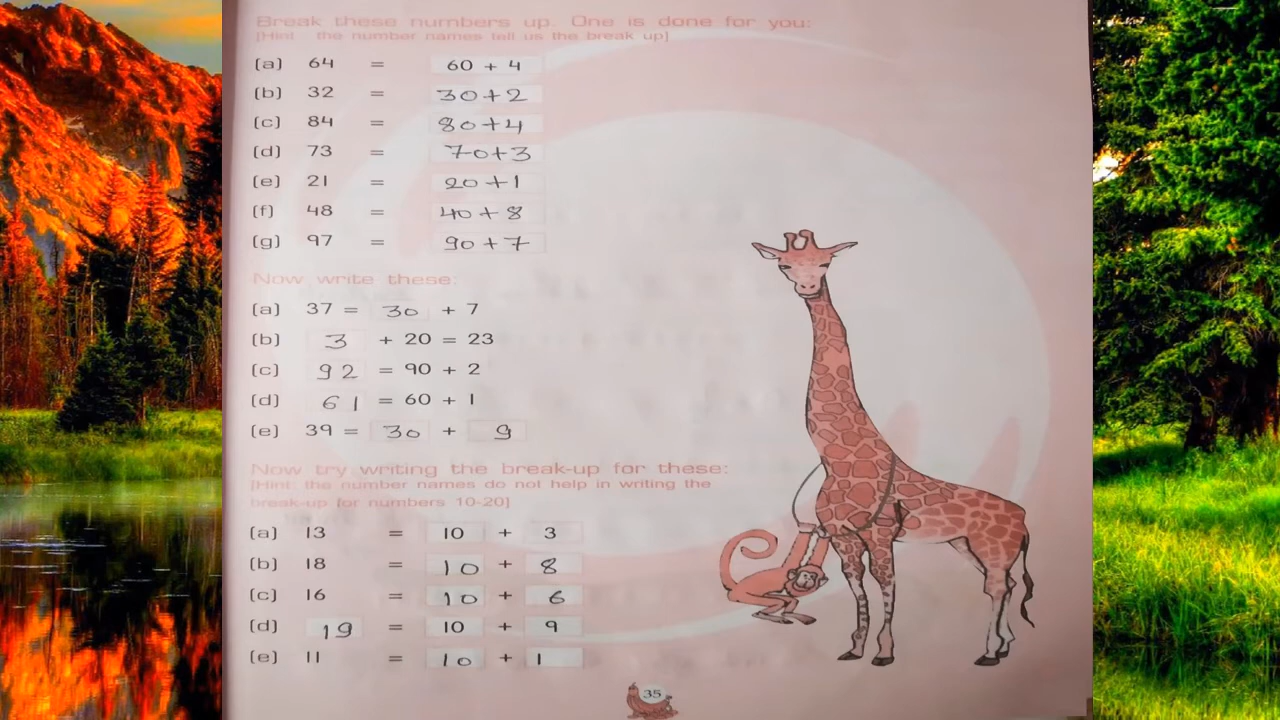 Break these numbers up. One is done for you:
[Hint: the number names tell us the break up]
(a) 64 = 60 + 4
(b) 32 = 30+2
(c) 84 = 80+4
(d) 73 = 70+3
(e) 21 = 20+1
(f) 48 = 40+8
(g) 97 = 90+7
Now write these:
(a) 37 = 30 + 7
(b) 3 + 20 = 23
(c) 92 = 90 + 2
(d) 61 = 60 + 1
(e) 39 = 30 + 9
Now try writing the break-up for these:
[Hint: the number names do not help in writing the
break-up for numbers 10-20]
(a) 13 = 10 + 3
(b) 18 = 10 + 8
(c) 16 = 10 + 6
(d) 19 = 10 + 9
(e) 11 = 10 + 1
35